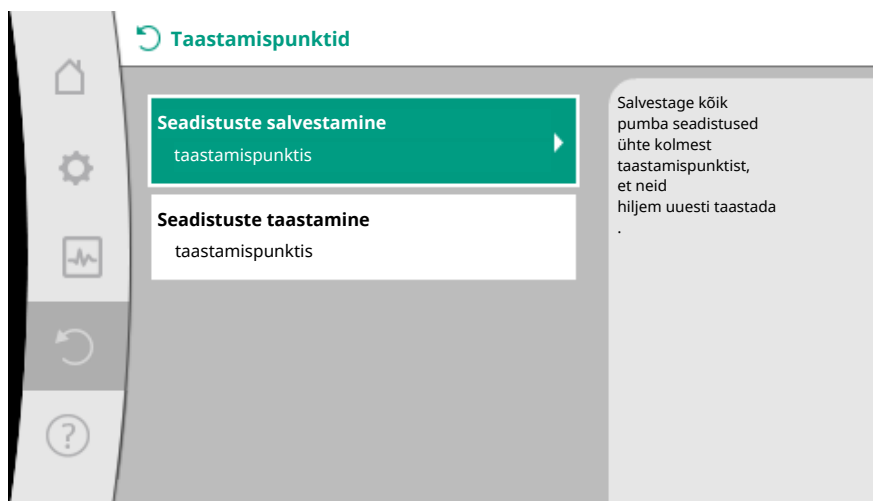 Taastamispunktid
Seadistuste salvestamine
taastamispunktis
Seadistuste taastamine
taastamispunktis
Salvestage kõik
pumba seadistused
ühte kolmest
taastamispunktist,
et neid
hiljem uuesti taastada
.
?